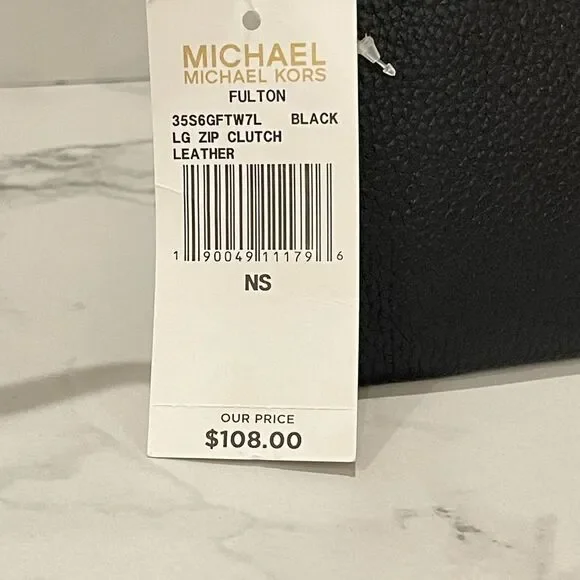 MICHAEL
MICHAEL KORS
FULTON
35S6GFTW7L BLACK
LG ZIP CLUTCH
LEATHER
1 90049 11179 6
NS
OUR PRICE
$108.00